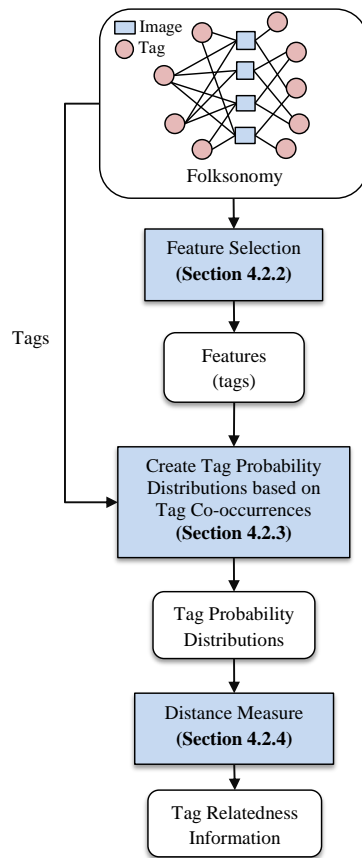 Image
Tag
Folksonomy
Feature Selection
(Section 4.2.2)
Tags
Features
(tags)
Create Tag Probability
Distributions based on
Tag Co-occurrences
(Section 4.2.3)
Tag Probability
Distributions
Distance Measure
(Section 4.2.4)
Tag Relatedness
Information